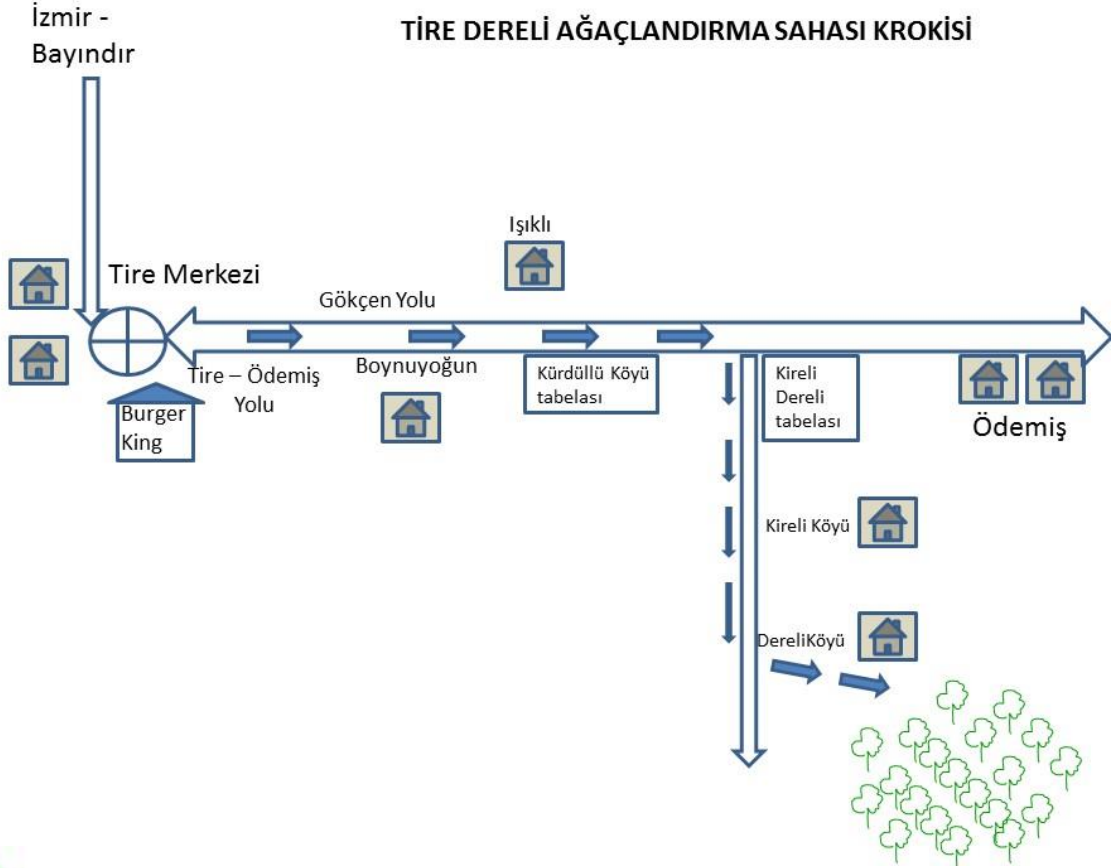 İzmir -
Bayındır
TİRE DERELİ AĞAÇLANDIRMA SAHASI KROKİSİ
Işıklı
Tire Merkezi
Gökçen Yolu
Tire – Ödemiş
Yolu
Boynuyoğun
Kürdüllü Köyü
tabelası
Kireli
Dereli
tabelası
Burger
King
Ödemiş
Kireli Köyü
DereliKöyü